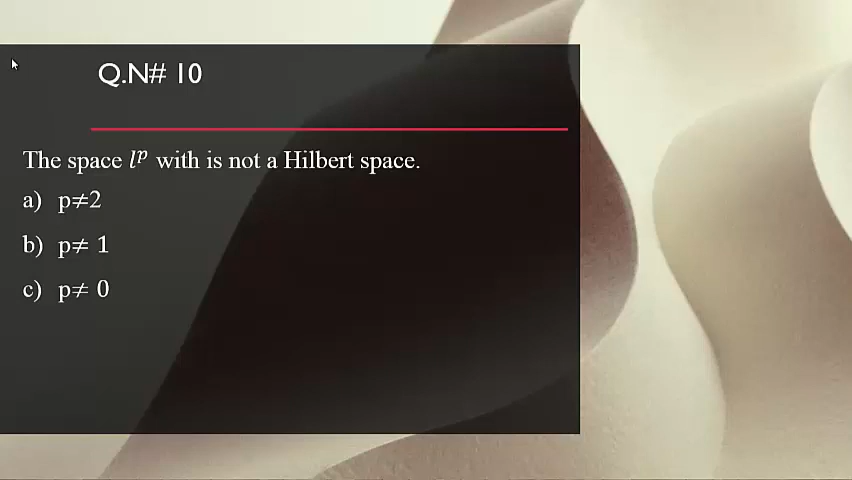 Q.N# 10
The space lᵖ with is not a Hilbert space.
a) p≠2
b) p≠ 1
c) p≠ 0